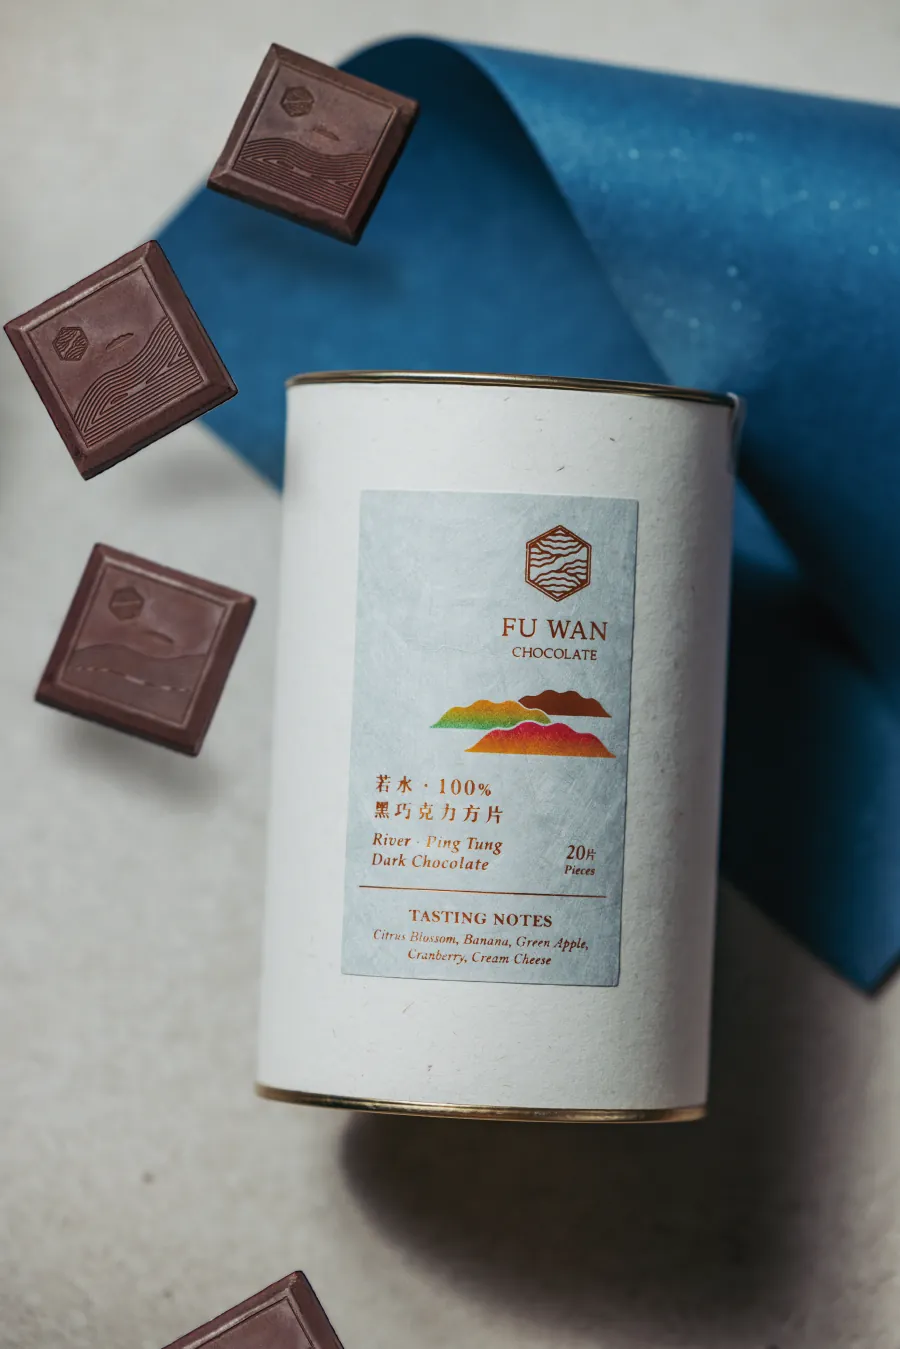 FU WAN
CHOCOLATE
若水·100%
黑巧克力方片
River · Ping Tung
Dark Chocolate
20片
Pieces
TASTING NOTES
Citrus Blossom, Banana, Green Apple,
Cranberry, Cream Cheese